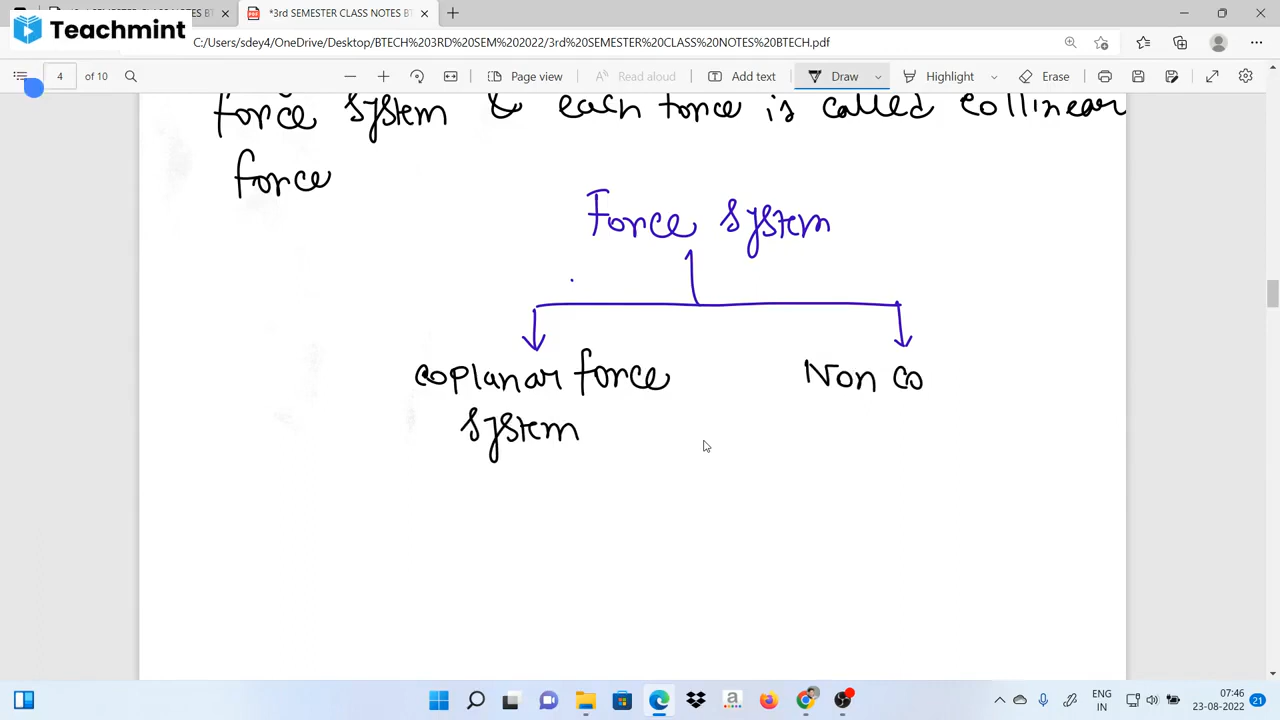 *3rd SEMESTER CLASS NOTES BT
Teachmint
C:/Users/sdey4/OneDrive/Desktop/BTECH%203RD%20SEM%202022/3rd%20SEMESTER%20CLASS%20NOTES%20BTECH.pdf
4 of 10 Page view Read aloud Add text Draw Highlight Erase
force system & each force is called collinear
force
Force system
coplanar force Non co
system
ENG 07:46
IN 23-08-2022 21